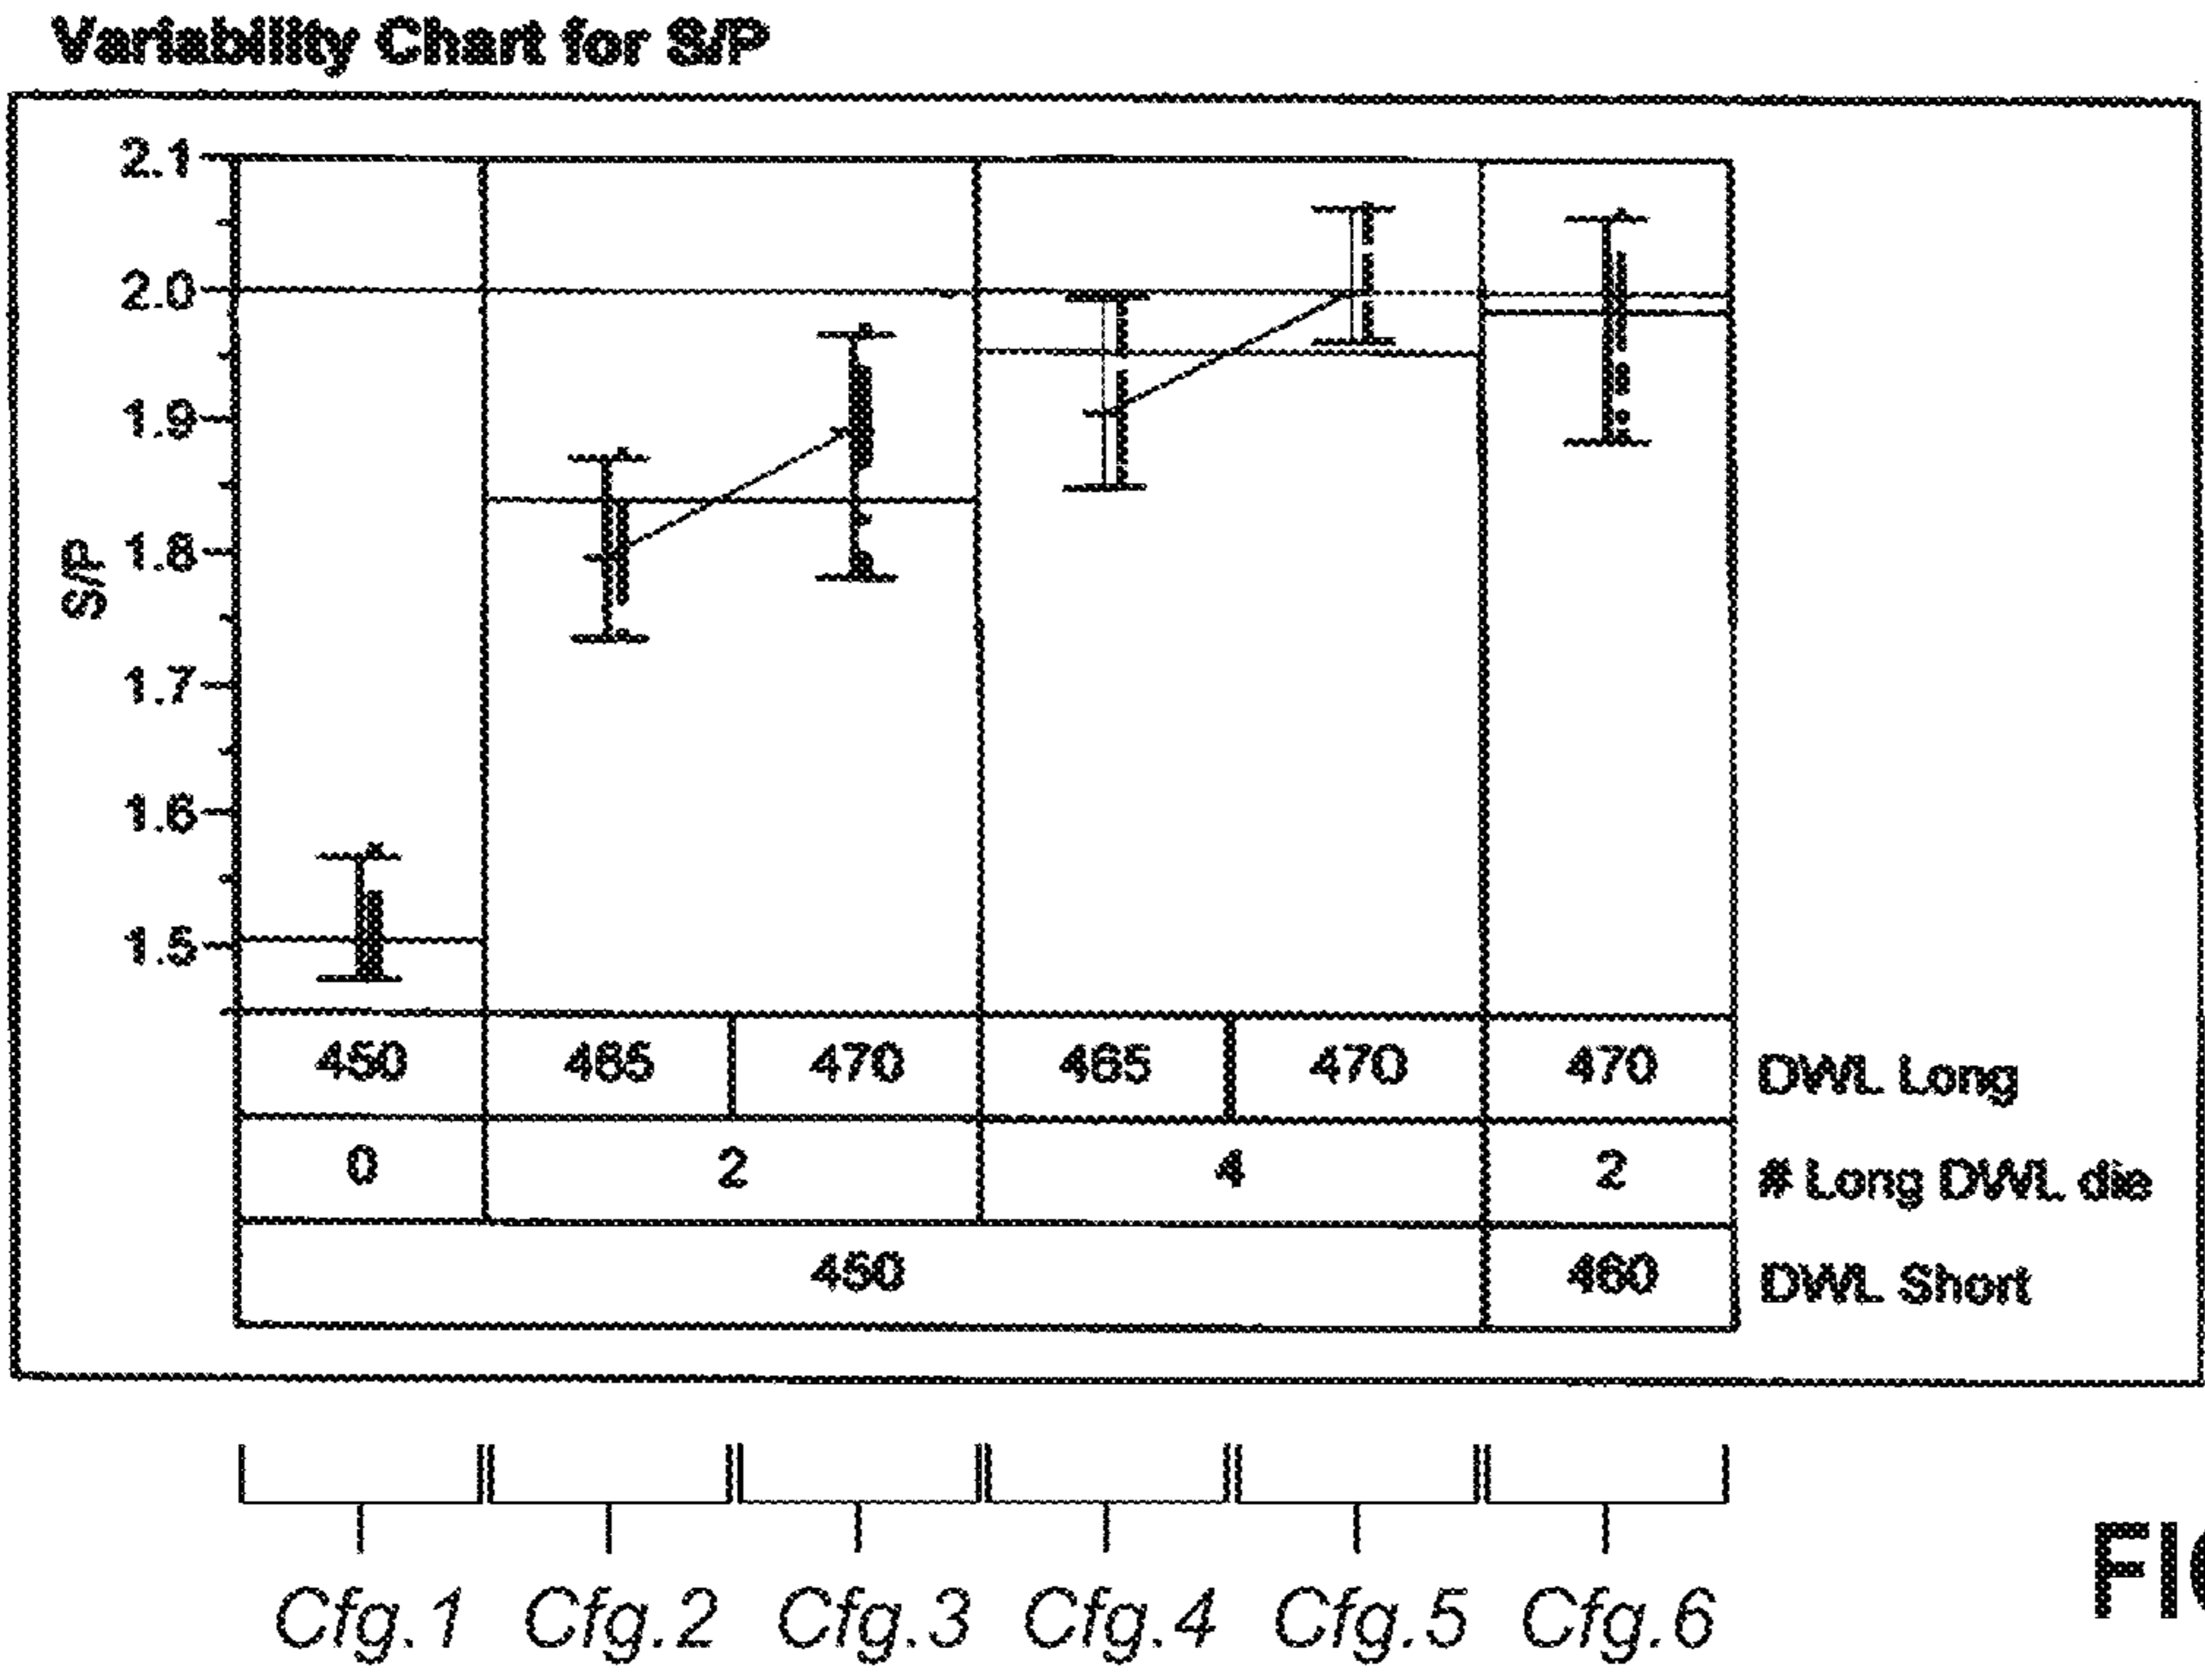 Variability Chart for S/P
2.1
2.0
1.9
1.8
1.7
1.6
1.5
S/P
450 465 470 465 470 470 DWL Long
0 2 4 2 # Long DWL die
450 460 DWL Short
Cfg.1 Cfg.2 Cfg.3 Cfg.4 Cfg.5 Cfg.6